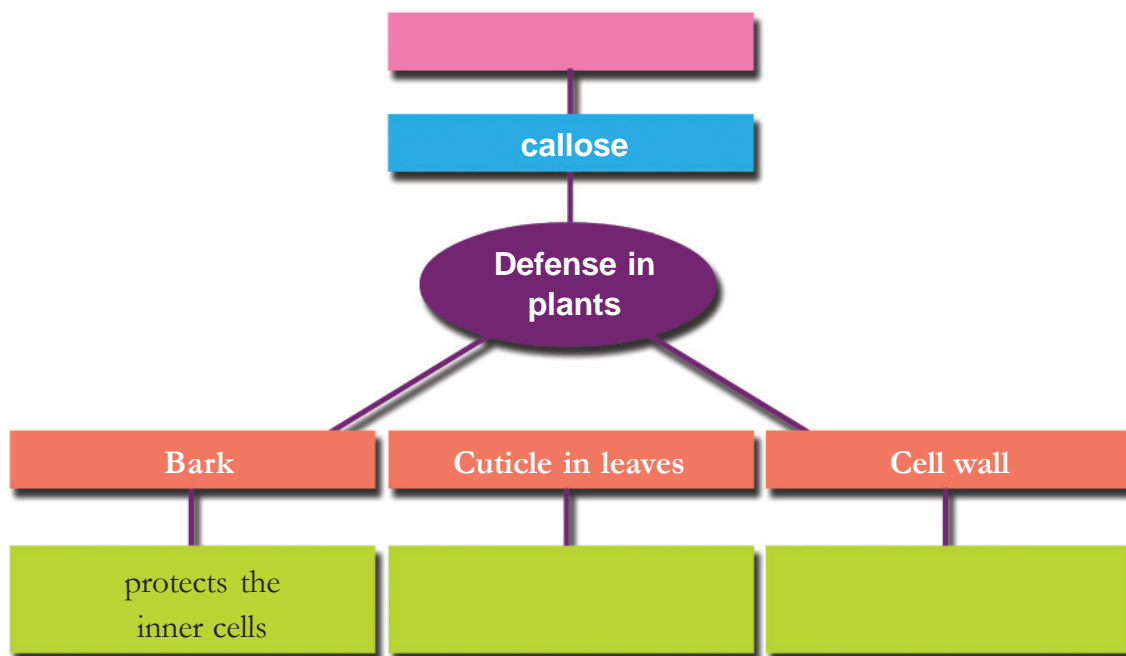 callose
Defense in
plants
Bark
Cuticle in leaves
Cell wall
protects the
inner cells